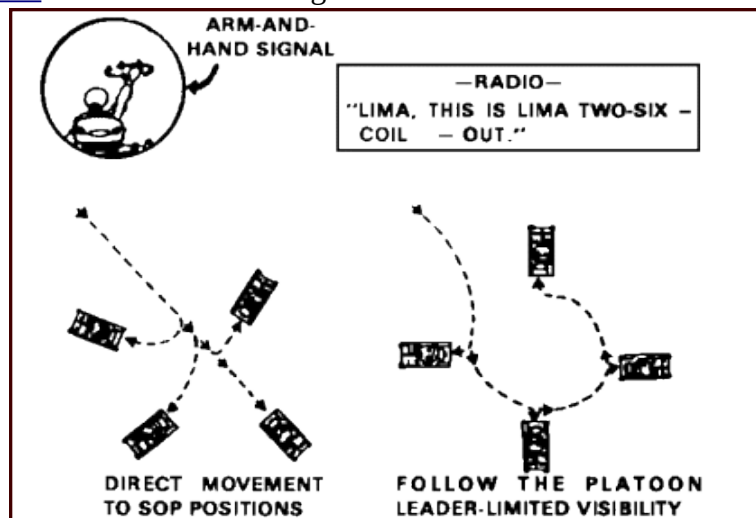 ARM-AND-
HAND SIGNAL
—RADIO—
"LIMA, THIS IS LIMA TWO-SIX –
COIL – OUT."
DIRECT MOVEMENT
TO SOP POSITIONS
FOLLOW THE PLATOON
LEADER-LIMITED VISIBILITY